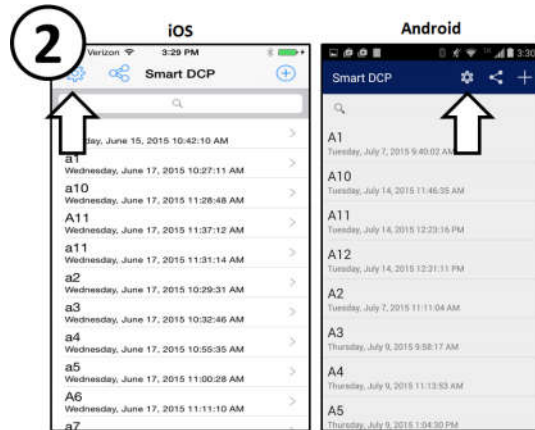 2
iOS
Verizon 3:29 PM
Smart DCP
day, June 15, 2015 10:42:10 AM
a1
Wednesday, June 17, 2015 10:27:11 AM
a10
Wednesday, June 17, 2015 11:28:48 AM
A11
Wednesday, June 17, 2015 11:37:12 AM
a11
Wednesday, June 17, 2015 11:31:14 AM
a2
Wednesday, June 17, 2015 10:29:31 AM
a3
Wednesday, June 17, 2015 10:32:46 AM
a4
Wednesday, June 17, 2015 10:55:35 AM
a5
Wednesday, June 17, 2015 11:00:28 AM
A6
Wednesday, June 17, 2015 11:11:10 AM
a7
Android
3:30
Smart DCP
A1
Tuesday, July 7, 2015 9:40:02 AM
A10
Tuesday, July 14, 2015 11:46:35 AM
A11
Tuesday, July 14, 2015 12:23:16 PM
A12
Tuesday, July 14, 2015 12:31:11 PM
A2
Tuesday, July 7, 2015 11:11:04 AM
A3
Thursday, July 9, 2015 9:58:17 AM
A4
Thursday, July 9, 2015 11:13:53 AM
A5
Thursday, July 9, 2015 1:04:30 PM